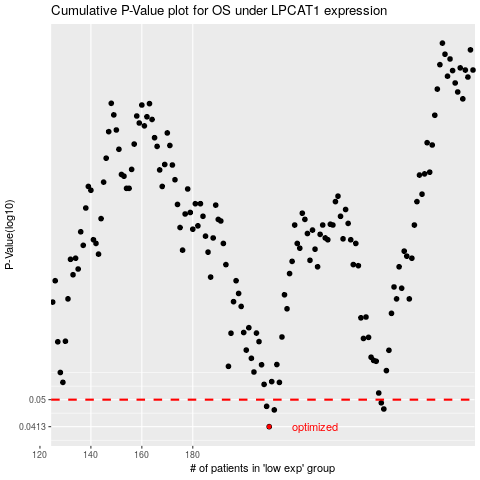 Cumulative P-Value plot for OS under LPCAT1 expression
P-Value(log10)
0.05
0.0413
optimized
120 140 160 180
# of patients in 'low exp' group